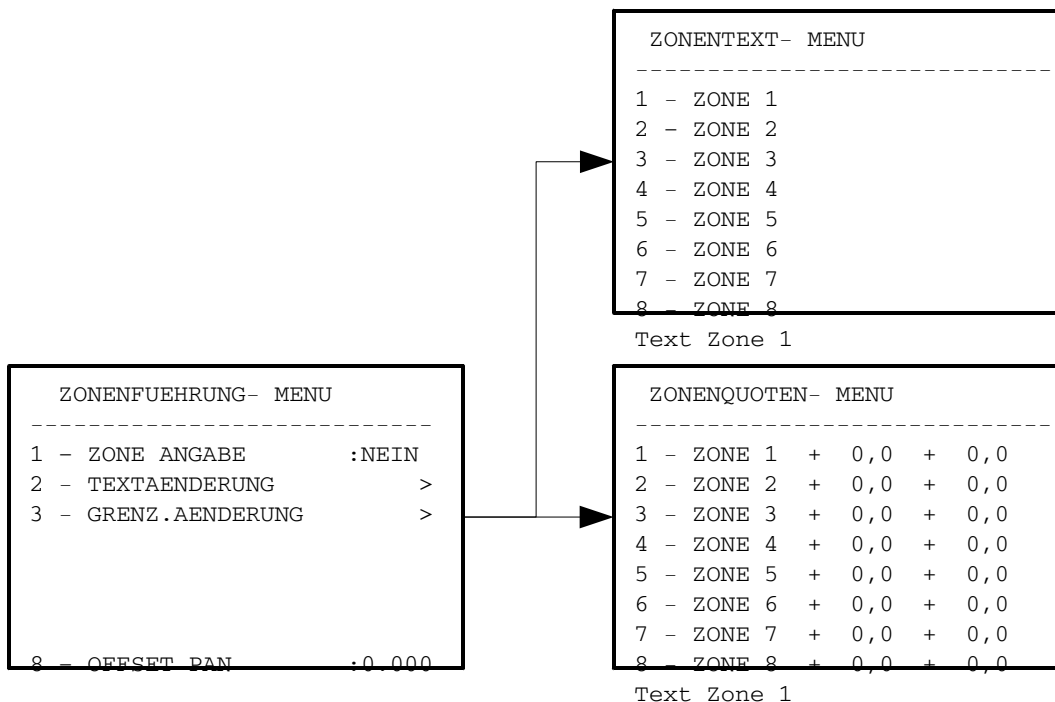 ZONENTEXT- MENU
-----------------------------
1 - ZONE 1
2 - ZONE 2
3 - ZONE 3
4 - ZONE 4
5 - ZONE 5
6 - ZONE 6
7 - ZONE 7
8 - ZONE 8
Text Zone 1
ZONENFUEHRUNG- MENU
----------------------------
1 - ZONE ANGABE :NEIN
2 - TEXTAENDERUNG >
3 - GRENZ.AENDERUNG >
8 - OFFSET PAN :0.000
ZONENQUOTEN- MENU
-----------------------------
1 - ZONE 1 + 0,0 + 0,0
2 - ZONE 2 + 0,0 + 0,0
3 - ZONE 3 + 0,0 + 0,0
4 - ZONE 4 + 0,0 + 0,0
5 - ZONE 5 + 0,0 + 0,0
6 - ZONE 6 + 0,0 + 0,0
7 - ZONE 7 + 0,0 + 0,0
8 - ZONE 8 + 0,0 + 0,0
Text Zone 1